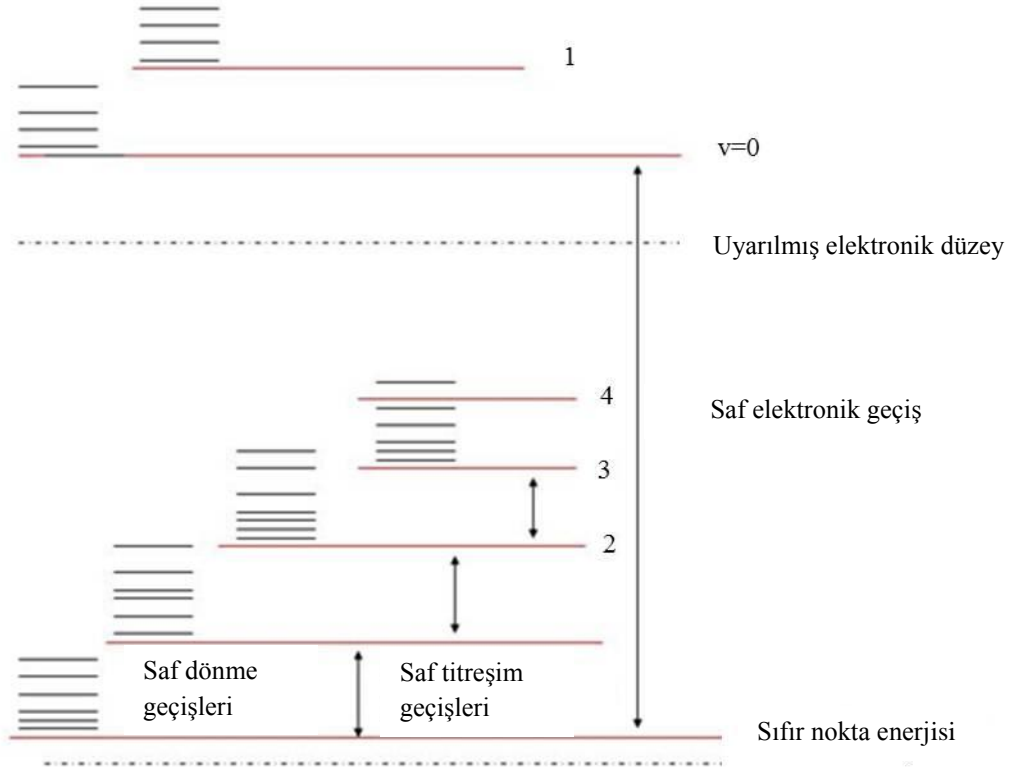 1
v=0
Uyarılmış elektronik düzey
4
Saf elektronik geçiş
3
2
Saf dönme
geçişleri
Saf titreşim
geçişleri
Sıfır nokta enerjisi